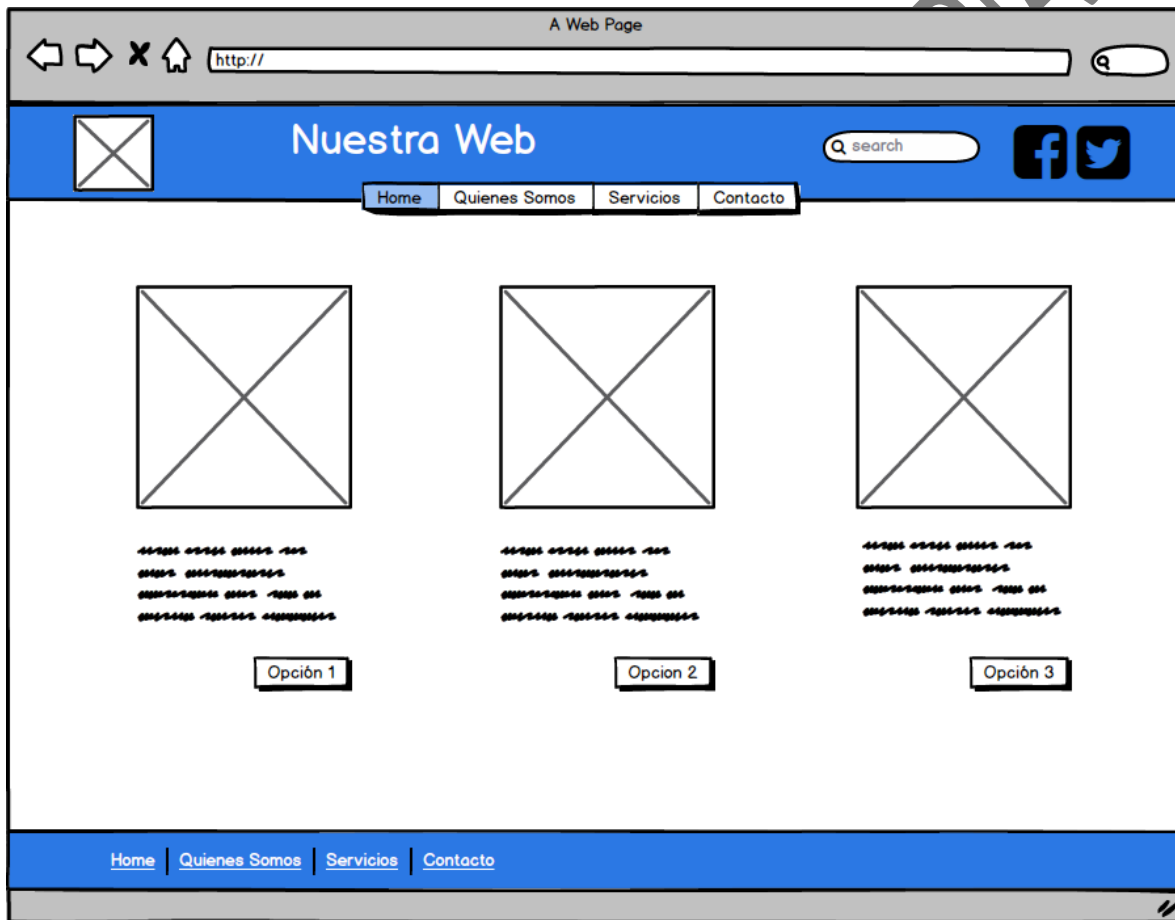 A Web Page
http://
Nuestra Web
search
Home Quienes Somos Servicios Contacto
Opción 1 Opcion 2 Opción 3
Home Quienes Somos Servicios Contacto